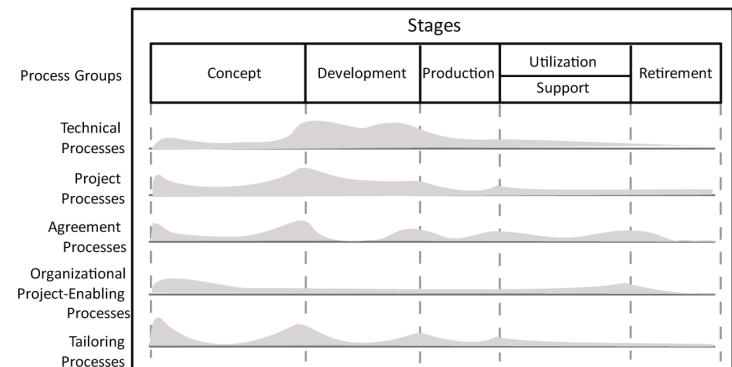 Stages
Process Groups
Concept
Development
Production
Utilization
Support
Retirement
Technical
Processes
Project
Processes
Agreement
Processes
Organizational
Project-Enabling
Processes
Tailoring
Processes